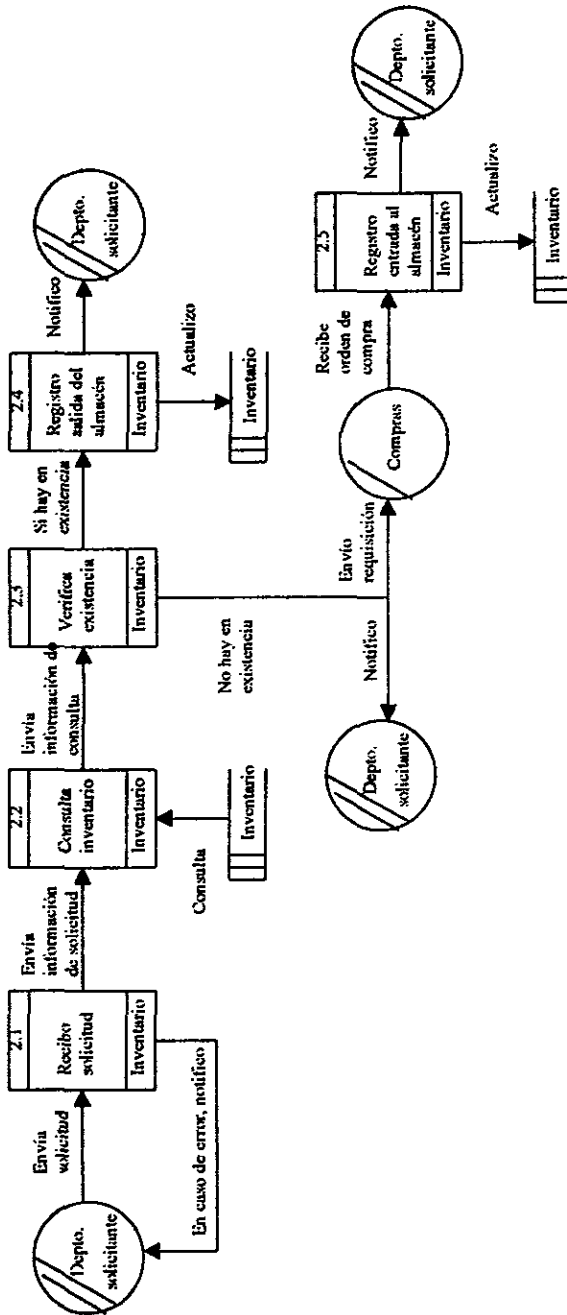 Depto.
solicitante
Envía
solicitud
2.1
Recibo
solicitud
Inventario
En caso de error, notifico
Envía
información
de solicitud
2.2
Consulta
inventario
Inventario
Consulta
Inventario
Envía
información de
consulta
2.3
Verifica
existencia
Inventario
Si hay en
existencia
2.4
Registro
salida del
almacén
Inventario
Notifico
Depto.
solicitante
Actualizo
Inventario
No hay en
existencia
Notifico
Depto.
solicitante
Envío
requisición
Compras
Recibe
orden de
compra
2.5
Registro
entrada al
almacén
Inventario
Notifico
Depto.
solicitante
Actualizo
Inventario